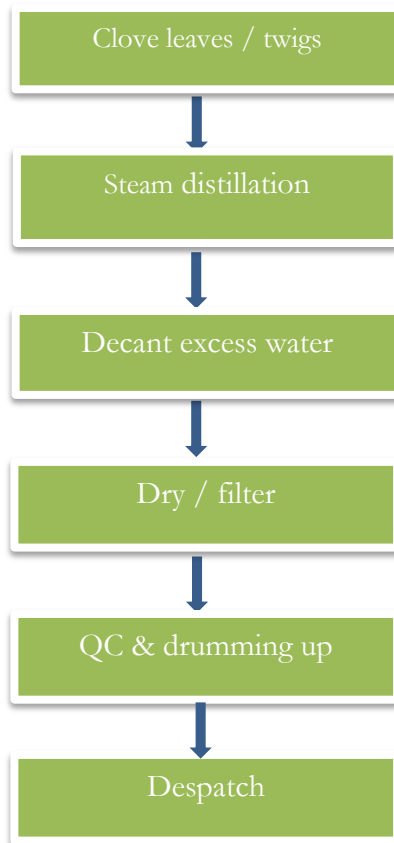 Clove leaves / twigs
Steam distillation
Decant excess water
Dry / filter
QC & drumming up
Despatch